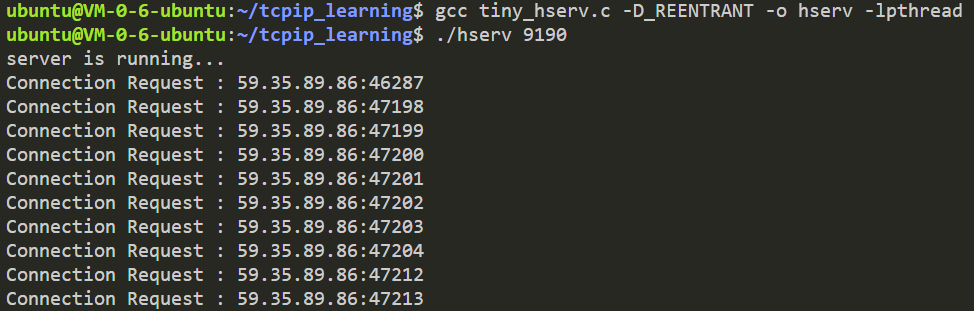 ubuntu@VM-0-6-ubuntu:~/tcpip_learning$ gcc tiny_hserv.c -D_REENTRANT -o hserv -lpthread
ubuntu@VM-0-6-ubuntu:~/tcpip_learning$ ./hserv 9190
server is running...
Connection Request : 59.35.89.86:46287
Connection Request : 59.35.89.86:47198
Connection Request : 59.35.89.86:47199
Connection Request : 59.35.89.86:47200
Connection Request : 59.35.89.86:47201
Connection Request : 59.35.89.86:47202
Connection Request : 59.35.89.86:47203
Connection Request : 59.35.89.86:47204
Connection Request : 59.35.89.86:47212
Connection Request : 59.35.89.86:47213